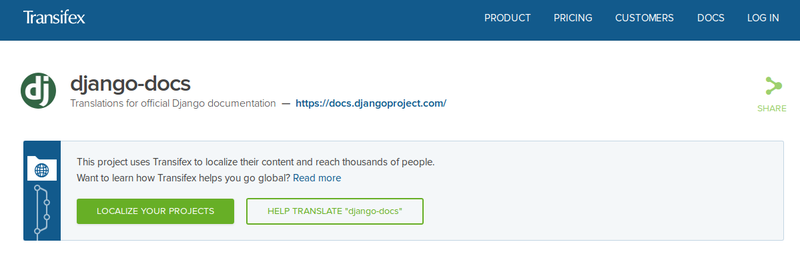 Transifex
PRODUCT PRICING CUSTOMERS DOCS LOG IN
dj
django-docs
Translations for official Django documentation — https://docs.djangoproject.com/
SHARE
This project uses Transifex to localize their content and reach thousands of people.
Want to learn how Transifex helps you go global? Read more
LOCALIZE YOUR PROJECTS HELP TRANSLATE "django-docs"